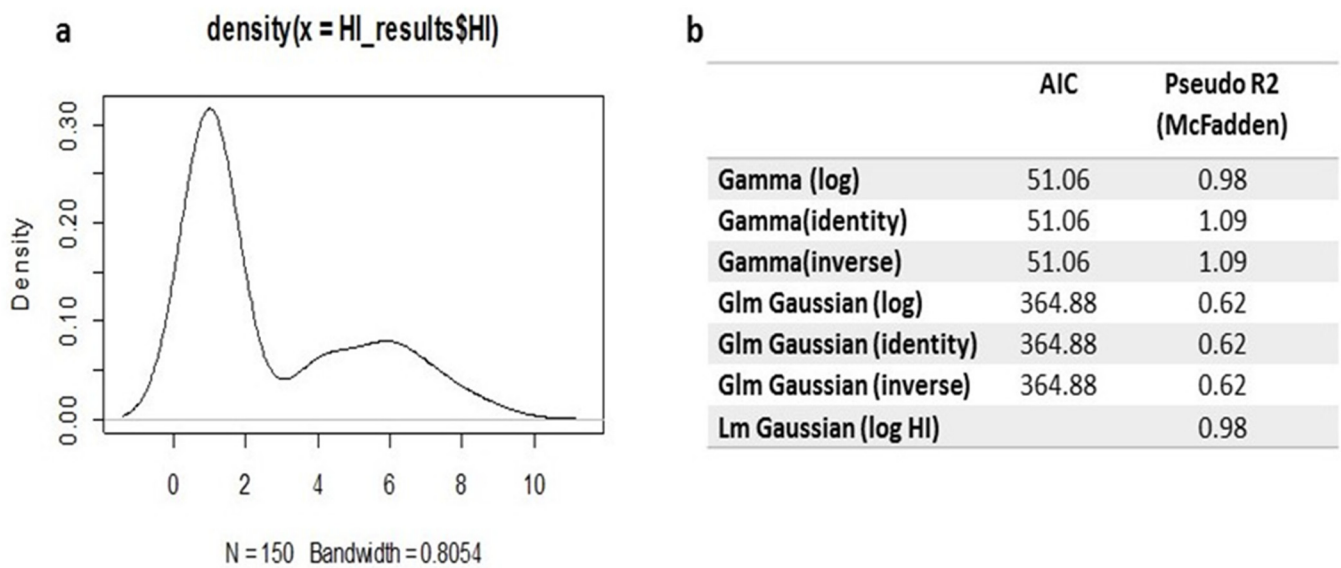 a
density(x = HI_results$HI)
Density
0.30
0.20
0.10
0.00
0 2 4 6 8 10
N = 150 Bandwidth = 0.8054
b
AIC Pseudo R2
(McFadden)
Gamma (log) 51.06 0.98
Gamma(identity) 51.06 1.09
Gamma(inverse) 51.06 1.09
Glm Gaussian (log) 364.88 0.62
Glm Gaussian (identity) 364.88 0.62
Glm Gaussian (inverse) 364.88 0.62
Lm Gaussian (log HI) 0.98